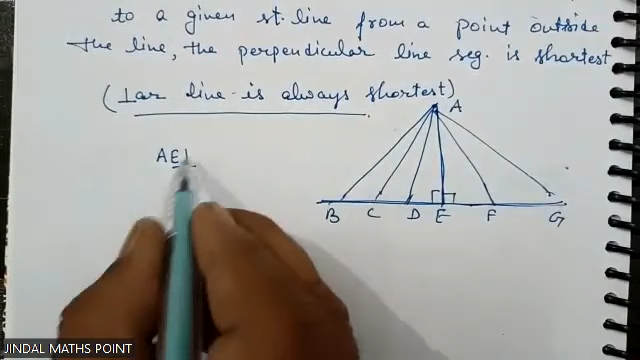 to a given st. line from a point outside
the line, the perpendicular line seg. is shortest
(⊥ar line is always shortest)
A
AE⊥
B C D E F G
JINDAL MATHS POINT